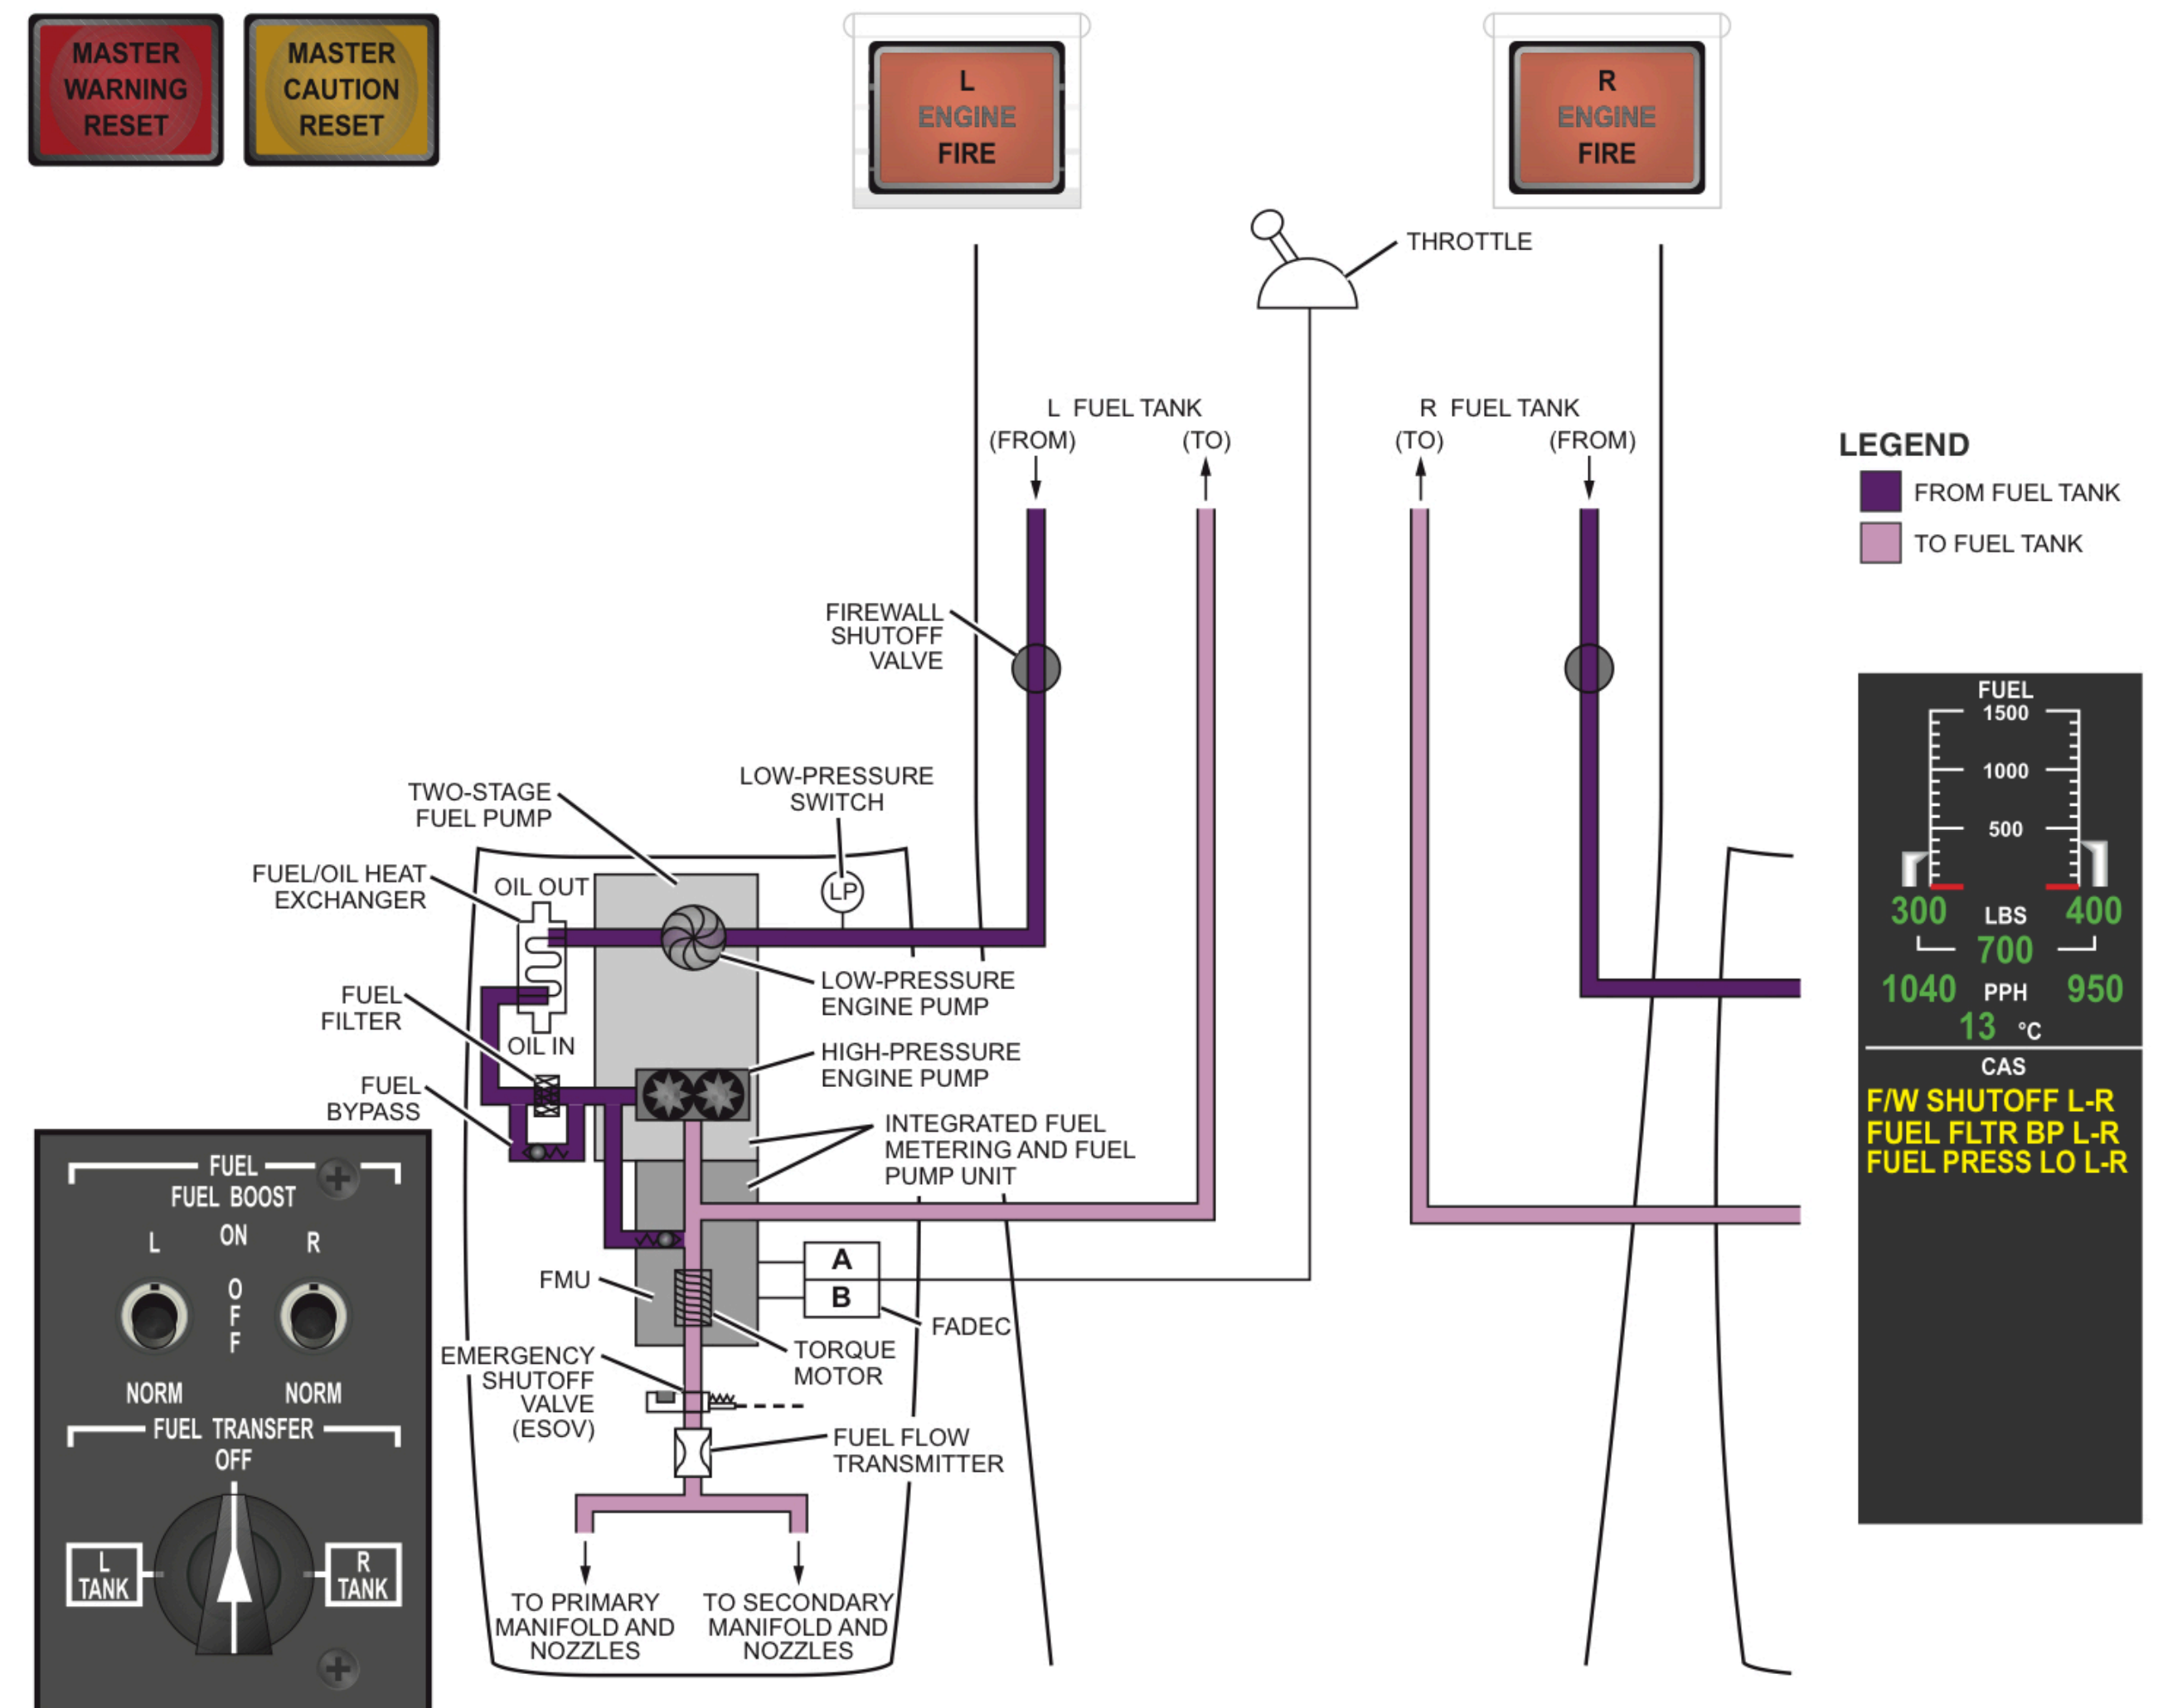 MASTER
WARNING
RESET
MASTER
CAUTION
RESET
L
ENGINE
FIRE
R
ENGINE
FIRE
THROTTLE
L FUEL TANK
(FROM)
(TO)
R FUEL TANK
(TO)
(FROM)
LEGEND
FROM FUEL TANK
TO FUEL TANK
FIREWALL
SHUTOFF
VALVE
TWO-STAGE
FUEL PUMP
LOW-PRESSURE
SWITCH
LP
FUEL/OIL HEAT
EXCHANGER
OIL OUT
LOW-PRESSURE
ENGINE PUMP
FUEL
FILTER
OIL IN
HIGH-PRESSURE
ENGINE PUMP
FUEL
BYPASS
INTEGRATED FUEL
METERING AND FUEL
PUMP UNIT
FMU
A
B
FADEC
TORQUE
MOTOR
EMERGENCY
SHUTOFF
VALVE
(ESOV)
FUEL FLOW
TRANSMITTER
TO PRIMARY
MANIFOLD AND
NOZZLES
TO SECONDARY
MANIFOLD AND
NOZZLES
FUEL
FUEL BOOST
L
ON
R
OFF
NORM
NORM
FUEL TRANSFER
OFF
L
TANK
R
TANK
FUEL
1500
1000
500
300 LBS 400
700
1040 PPH 950
13 °C
CAS
F/W SHUTOFF L-R
FUEL FLTR BP L-R
FUEL PRESS LO L-R